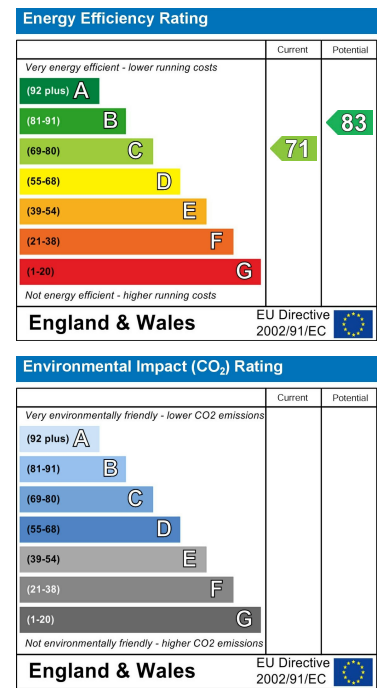 Energy Efficiency Rating
Current Potential
Very energy efficient - lower running costs
(92 plus) A
(81-91) B
(69-80) C
(55-68) D
(39-54) E
(21-38) F
(1-20) G
71
83
Not energy efficient - higher running costs
England & Wales
EU Directive
2002/91/EC
Environmental Impact (CO₂) Rating
Current Potential
Very environmentally friendly - lower CO2 emissions
(92 plus) A
(81-91) B
(69-80) C
(55-68) D
(39-54) E
(21-38) F
(1-20) G
Not environmentally friendly - higher CO2 emissions
England & Wales
EU Directive
2002/91/EC